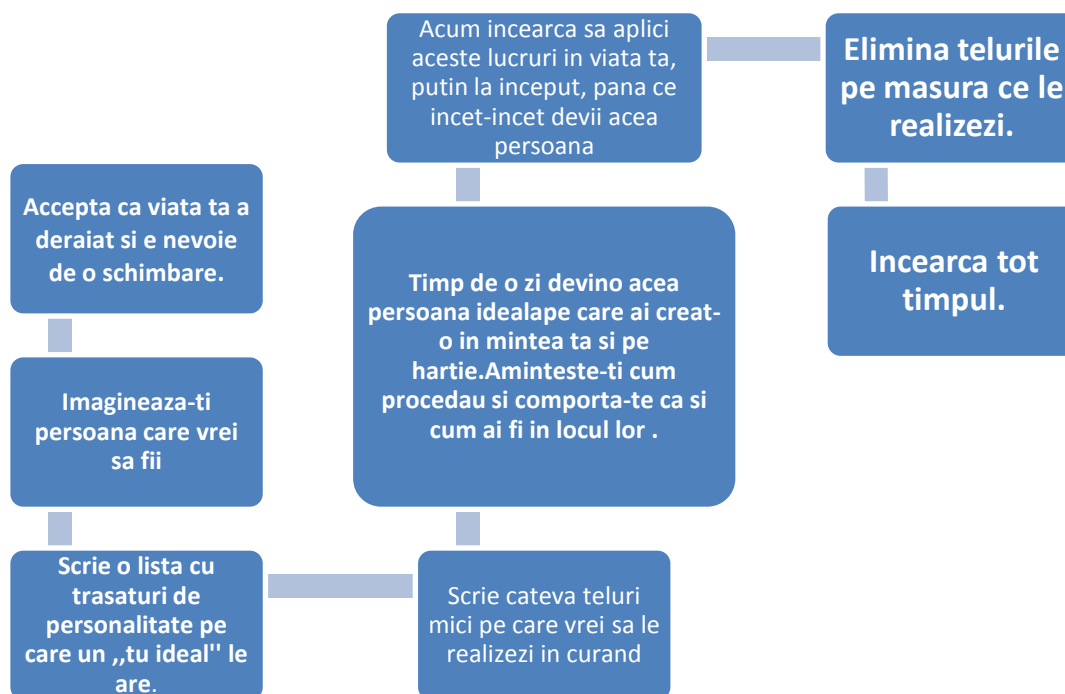 Accepta ca viata ta a
deraiat si e nevoie
de o schimbare.
Imagineaza-ti
persoana care vrei
sa fii
Scrie o lista cu
trasaturi de
personalitate pe
care un ,,tu ideal'' le
are.
Scrie cateva teluri
mici pe care vrei sa le
realizezi in curand
Timp de o zi devino acea
persoana idealape care ai creat-
o in mintea ta si pe
hartie.Aminteste-ti cum
procedau si comporta-te ca si
cum ai fi in locul lor .
Acum incearca sa aplici
aceste lucruri in viata ta,
putin la inceput, pana ce
incet-incet devii acea
persoana
Elimina telurile
pe masura ce le
realizezi.
Incearca tot
timpul.